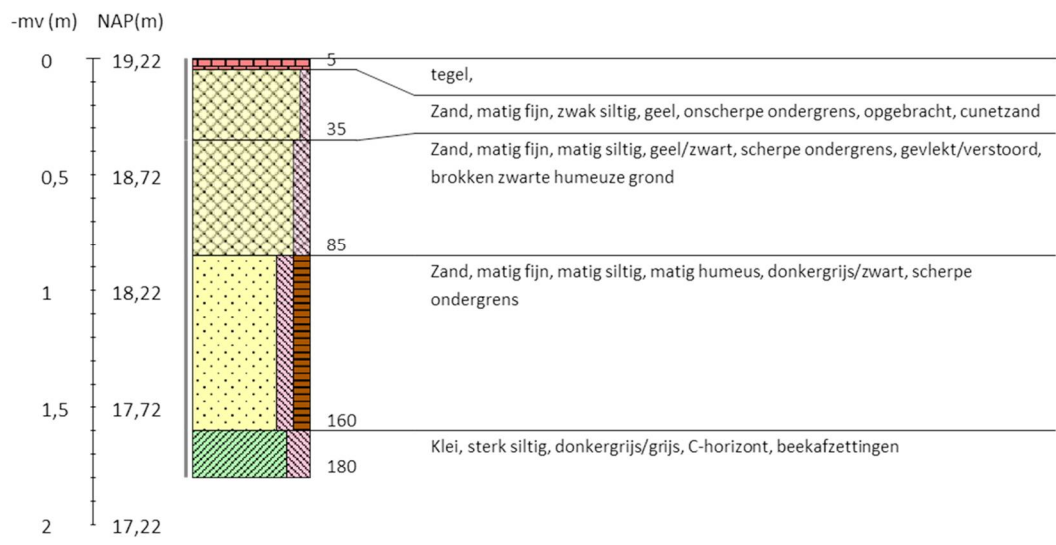 -mv (m) NAP(m)
0 19,22
5
tegel,
Zand, matig fijn, zwak siltig, geel, onscherpe ondergrens, opgebracht, cunetzand
35
Zand, matig fijn, matig siltig, geel/zwart, scherpe ondergrens, gevlekt/verstoord,
brokken zwarte humeuze grond
0,5 18,72
85
Zand, matig fijn, matig siltig, matig humeus, donkergrijs/zwart, scherpe
ondergrens
1 18,22
1,5 17,72
160
Klei, sterk siltig, donkergrijs/grijs, C-horizont, beekafzettingen
180
2 17,22